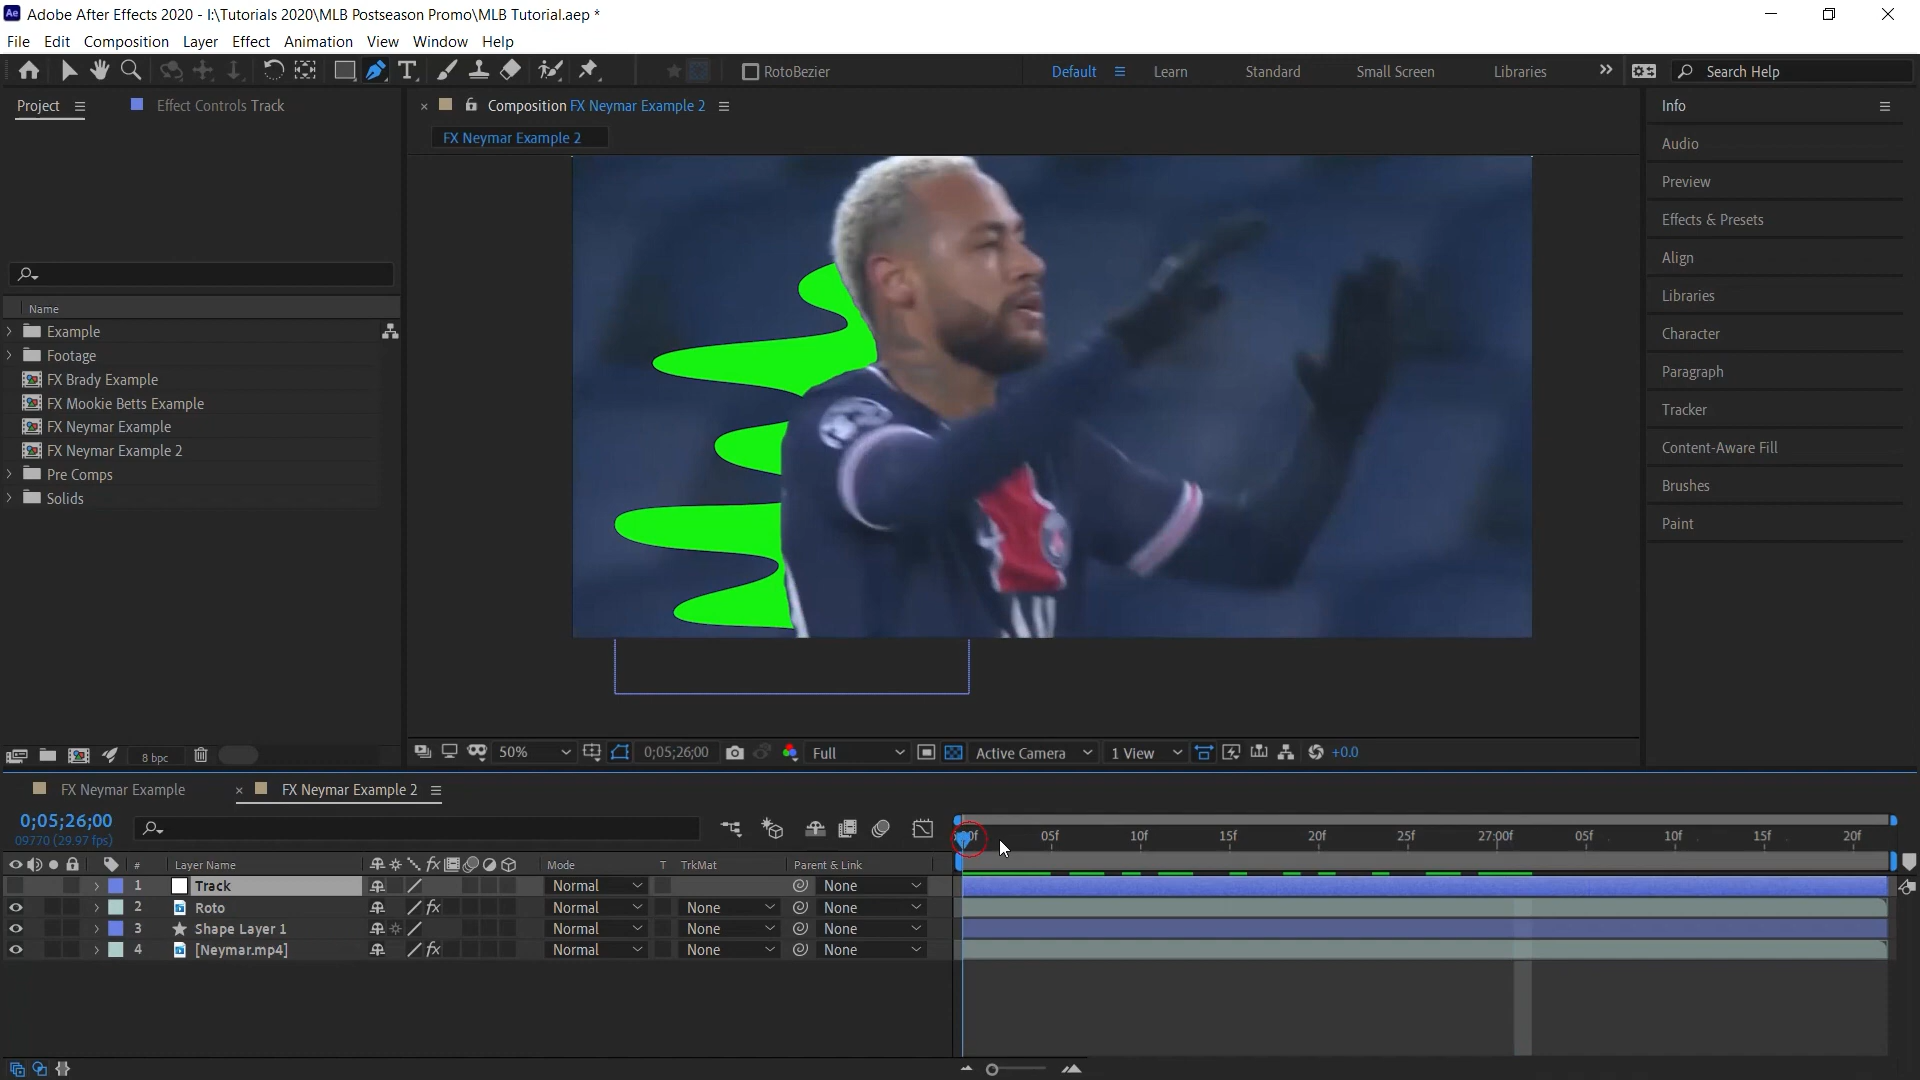 Ae Adobe After Effects 2020 - I:\Tutorials 2020\MLB Postseason Promo\MLB Tutorial.aep *
File Edit Composition Layer Effect Animation View Window Help
RotoBezier Default Learn Standard Small Screen Libraries Search Help
Project Effect Controls Track
Composition FX Neymar Example 2
FX Neymar Example 2
Name
Example
Footage
FX Brady Example
FX Mookie Betts Example
FX Neymar Example
FX Neymar Example 2
Pre Comps
Solids
8 bpc
50% 0;05;26;00 Full Active Camera 1 View +0.0
Info
Audio
Preview
Effects & Presets
Align
Libraries
Character
Paragraph
Tracker
Content-Aware Fill
Brushes
Paint
FX Neymar Example FX Neymar Example 2
0;05;26;00
09770 (29.97 fps)
05f 10f 15f 20f 25f 27:00f 05f 10f 15f 20f
# Layer Name fx Mode T TrkMat Parent & Link
1 Track Normal None
2 Roto fx Normal None None
3 Shape Layer 1 Normal None None
4 [Neymar.mp4] fx Normal None None